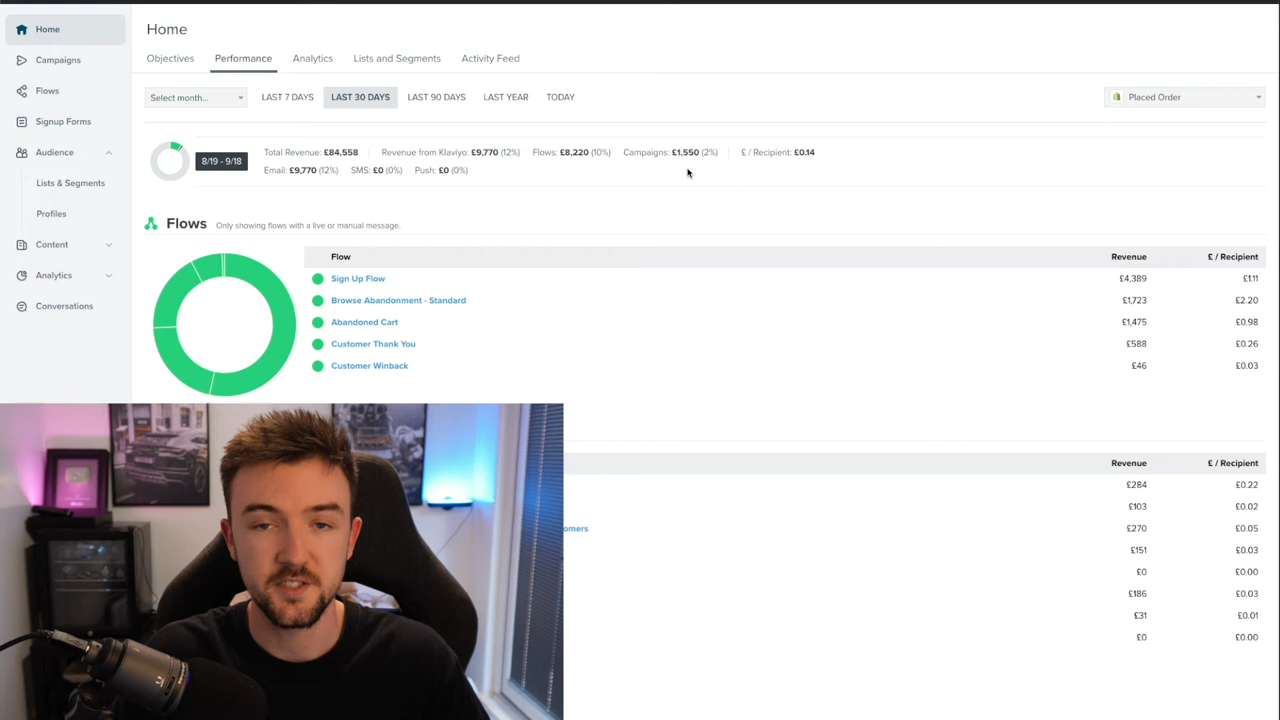 Home
Campaigns
Flows
Signup Forms
Audience
Lists & Segments
Profiles
Content
Analytics
Conversations
Home
Objectives Performance Analytics Lists and Segments Activity Feed
Select month... LAST 7 DAYS LAST 30 DAYS LAST 90 DAYS LAST YEAR TODAY Placed Order
8/19 - 9/18 Total Revenue: £84,558 Revenue from Klaviyo: £9,770 (12%) Flows: £8,220 (10%) Campaigns: £1,550 (2%) £ / Recipient: £0.14
Email: £9,770 (12%) SMS: £0 (0%) Push: £0 (0%)
Flows Only showing flows with a live or manual message.
Flow Revenue £ / Recipient
Sign Up Flow £4,389 £1.11
Browse Abandonment - Standard £1,723 £2.20
Abandoned Cart £1,475 £0.98
Customer Thank You £588 £0.26
Customer Winback £46 £0.03
Revenue £ / Recipient
£284 £0.22
£103 £0.02
omers £270 £0.05
£151 £0.03
£0 £0.00
£186 £0.03
£31 £0.01
£0 £0.00